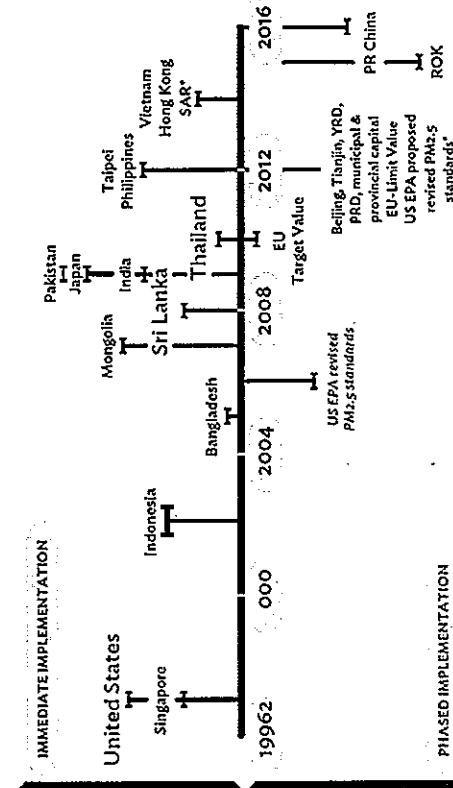 IMMEDIATE IMPLEMENTATION
United States
Singapore
Indonesia
Bangladesh
Mongolia
Sri Lanka
Pakistan
Japan
India
Thailand
Taipei
Philippines
Vietnam
Hong Kong
SAR*
19962
000
2004
2008
2012
2016
US EPA revised
PM2.5 standards
EU
Target Value
Beijing, Tianjin, YRD,
PRD, municipal &
provincial capital
EU-Limit Value
US EPA proposed
revised PM2.5
standards*
PR China
ROK
PHASED IMPLEMENTATION